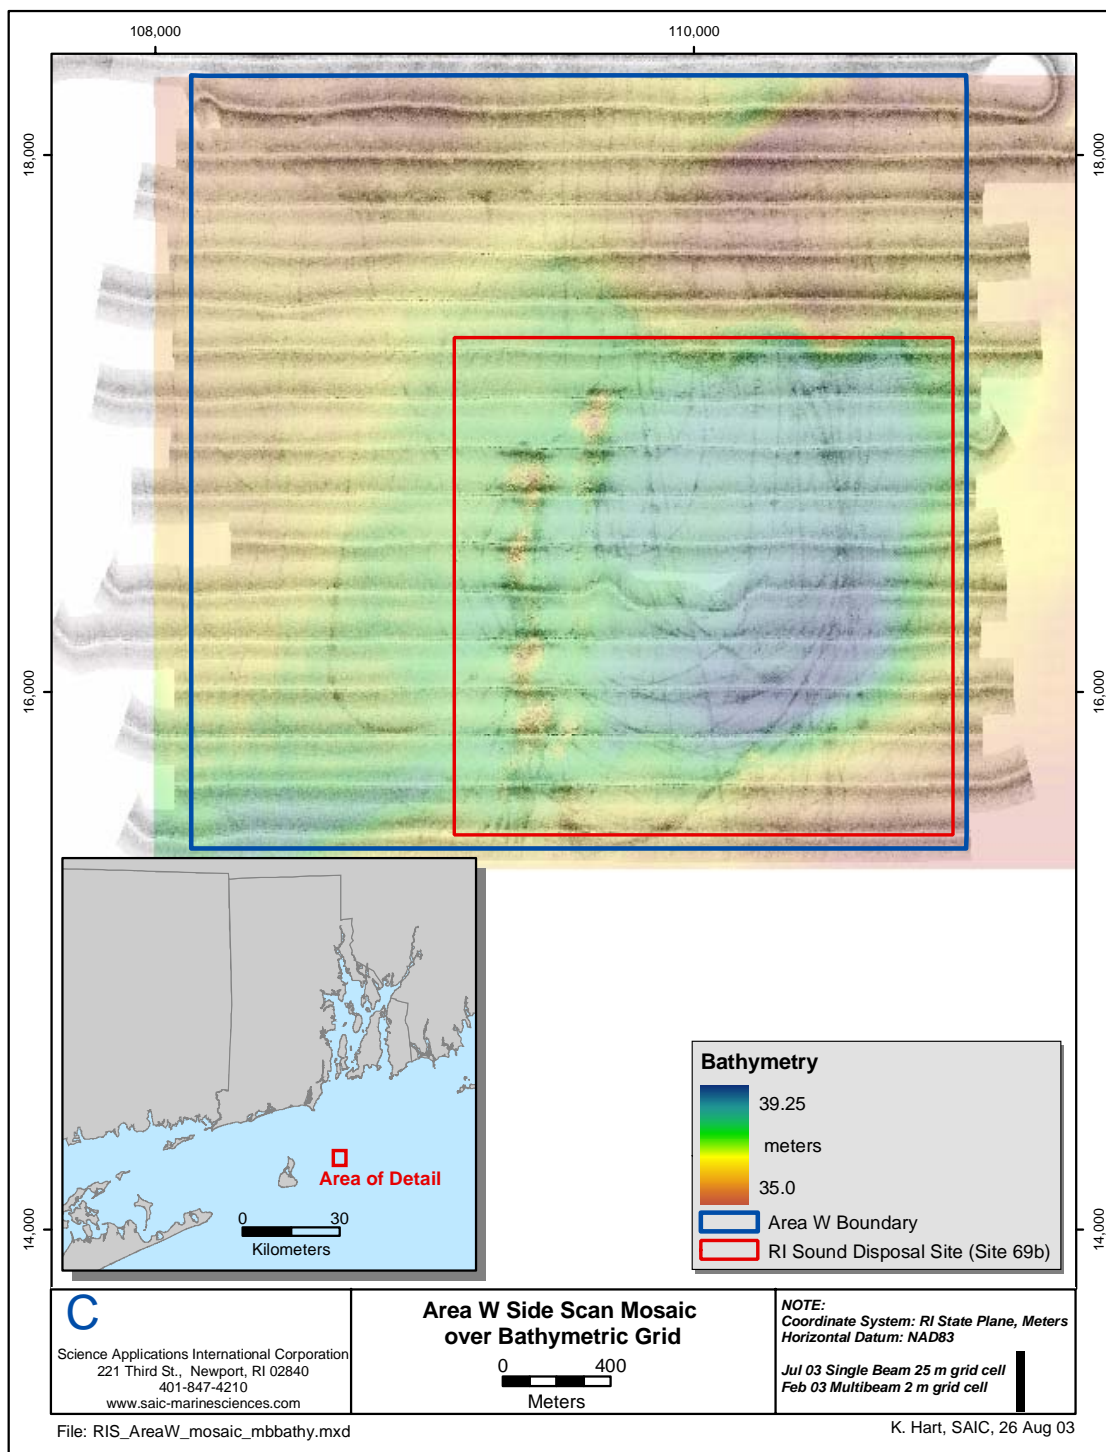 108,000
110,000
18,000
18,000
16,000
16,000
14,000
14,000
Area of Detail
0 30
Kilometers
Bathymetry
39.25
meters
35.0
Area W Boundary
RI Sound Disposal Site (Site 69b)
C
Science Applications International Corporation
221 Third St., Newport, RI 02840
401-847-4210
www.saic-marinesciences.com
Area W Side Scan Mosaic
over Bathymetric Grid
0 400
Meters
NOTE:
Coordinate System: RI State Plane, Meters
Horizontal Datum: NAD83
Jul 03 Single Beam 25 m grid cell
Feb 03 Multibeam 2 m grid cell
File: RIS_AreaW_mosaic_mbbathy.mxd
K. Hart, SAIC, 26 Aug 03